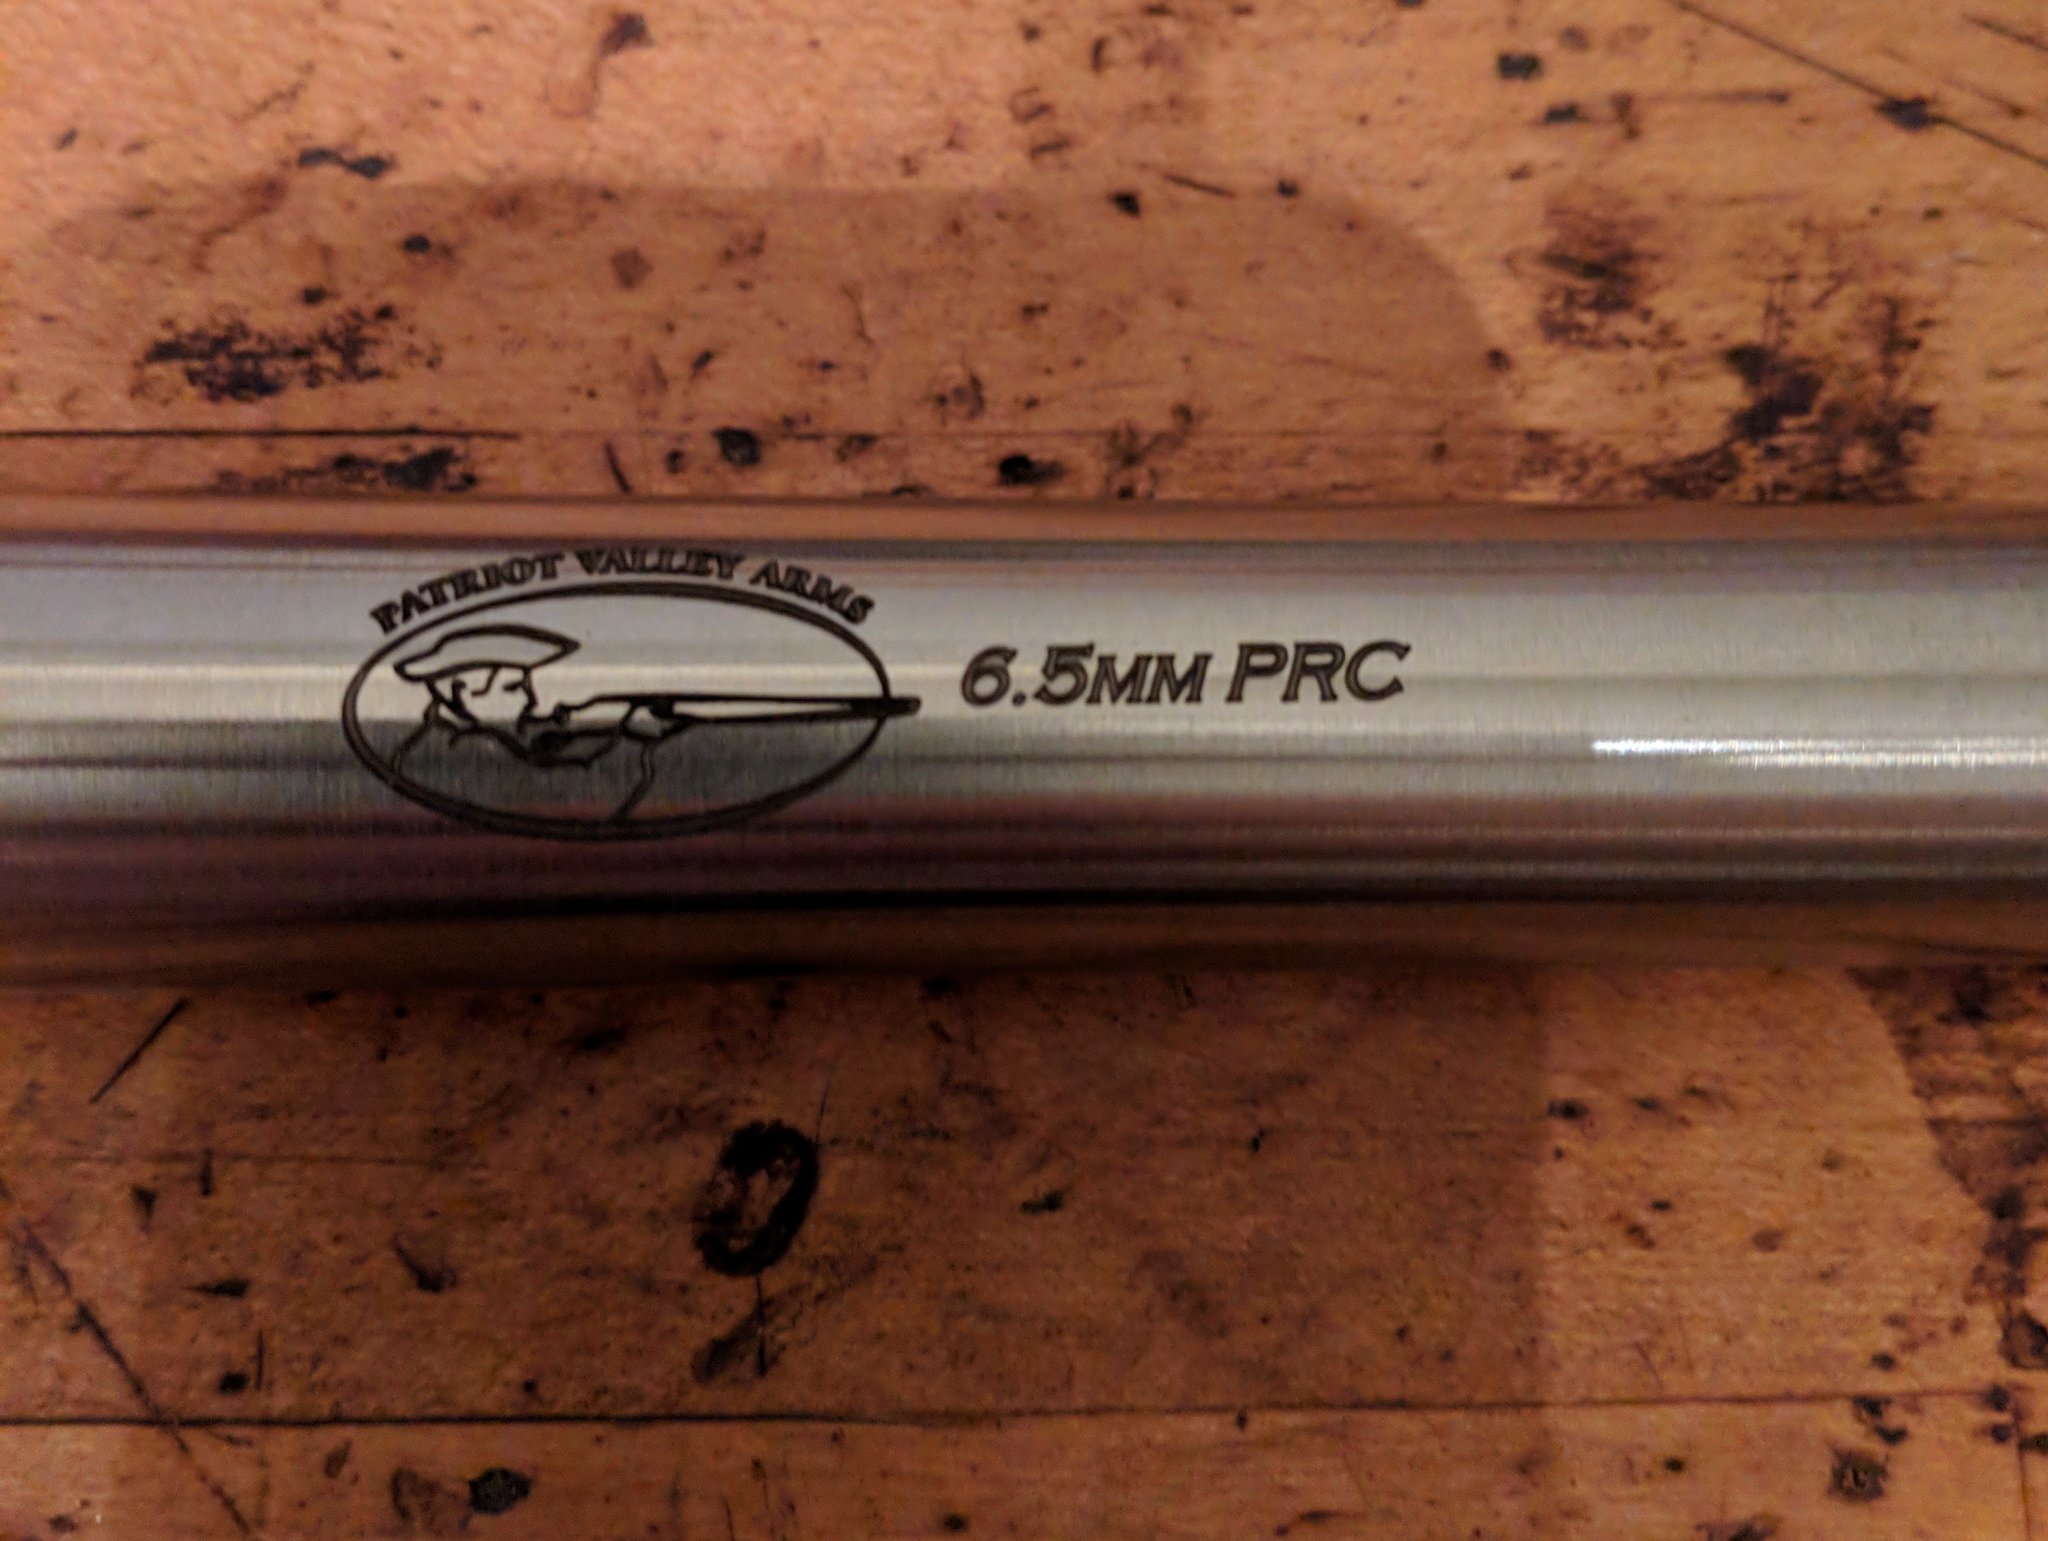 PATRIOT VALLEY ARMS
6.5MM PRC